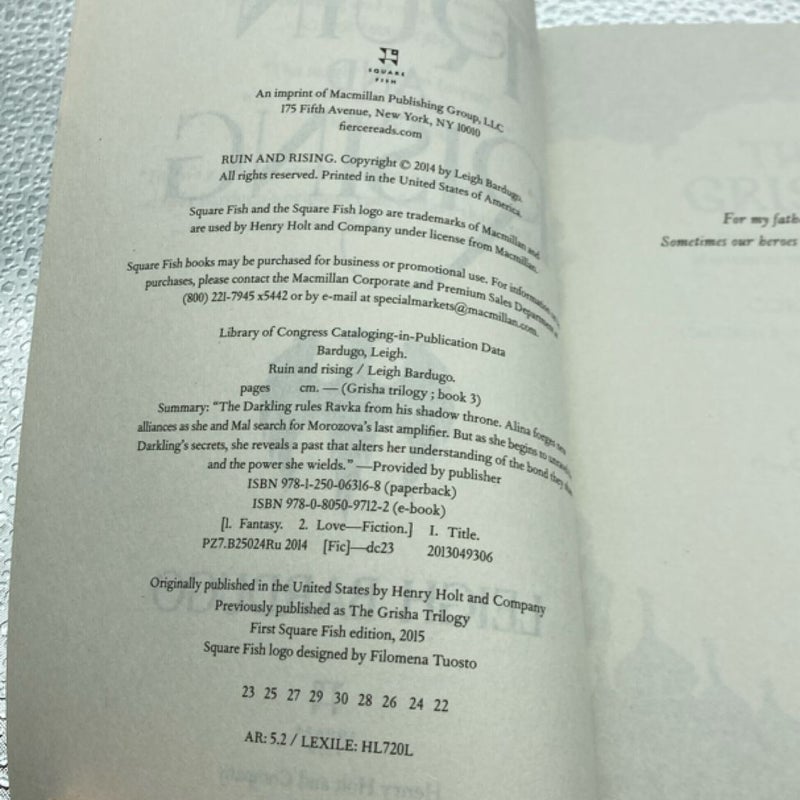 SQUARE
FISH
An imprint of Macmillan Publishing Group, LLC
175 Fifth Avenue, New York, NY 10010
fiercereads.com
RUIN AND RISING. Copyright © 2014 by Leigh Bardugo.
All rights reserved. Printed in the United States of America.
Square Fish and the Square Fish logo are trademarks of Macmillan and
are used by Henry Holt and Company under license from Macmillan.
Square Fish books may be purchased for business or promotional use. For information
purchases, please contact the Macmillan Corporate and Premium Sales Department
(800) 221-7945 x5442 or by e-mail at specialmarkets@macmillan.com.
Library of Congress Cataloging-in-Publication Data
Bardugo, Leigh.
Ruin and rising / Leigh Bardugo.
pages cm. — (Grisha trilogy ; book 3)
Summary: “The Darkling rules Ravka from his shadow throne. Alina forges
alliances as she and Mal search for Morozova's last amplifier. But as she begins to
Darkling's secrets, she reveals a past that alters her understanding of the bond they
and the power she wields.” —Provided by publisher
ISBN 978-1-250-06316-8 (paperback)
ISBN 978-0-8050-9712-2 (e-book)
[1. Fantasy. 2. Love—Fiction.] I. Title.
PZ7.B25024Ru 2014 [Fic]—dc23 2013049306
Originally published in the United States by Henry Holt and Company
Previously published as The Grisha Trilogy
First Square Fish edition, 2015
Square Fish logo designed by Filomena Tuosto
23 25 27 29 30 28 26 24 22
AR: 5.2 / LEXILE: HL720L
For my
Sometimes our heroes